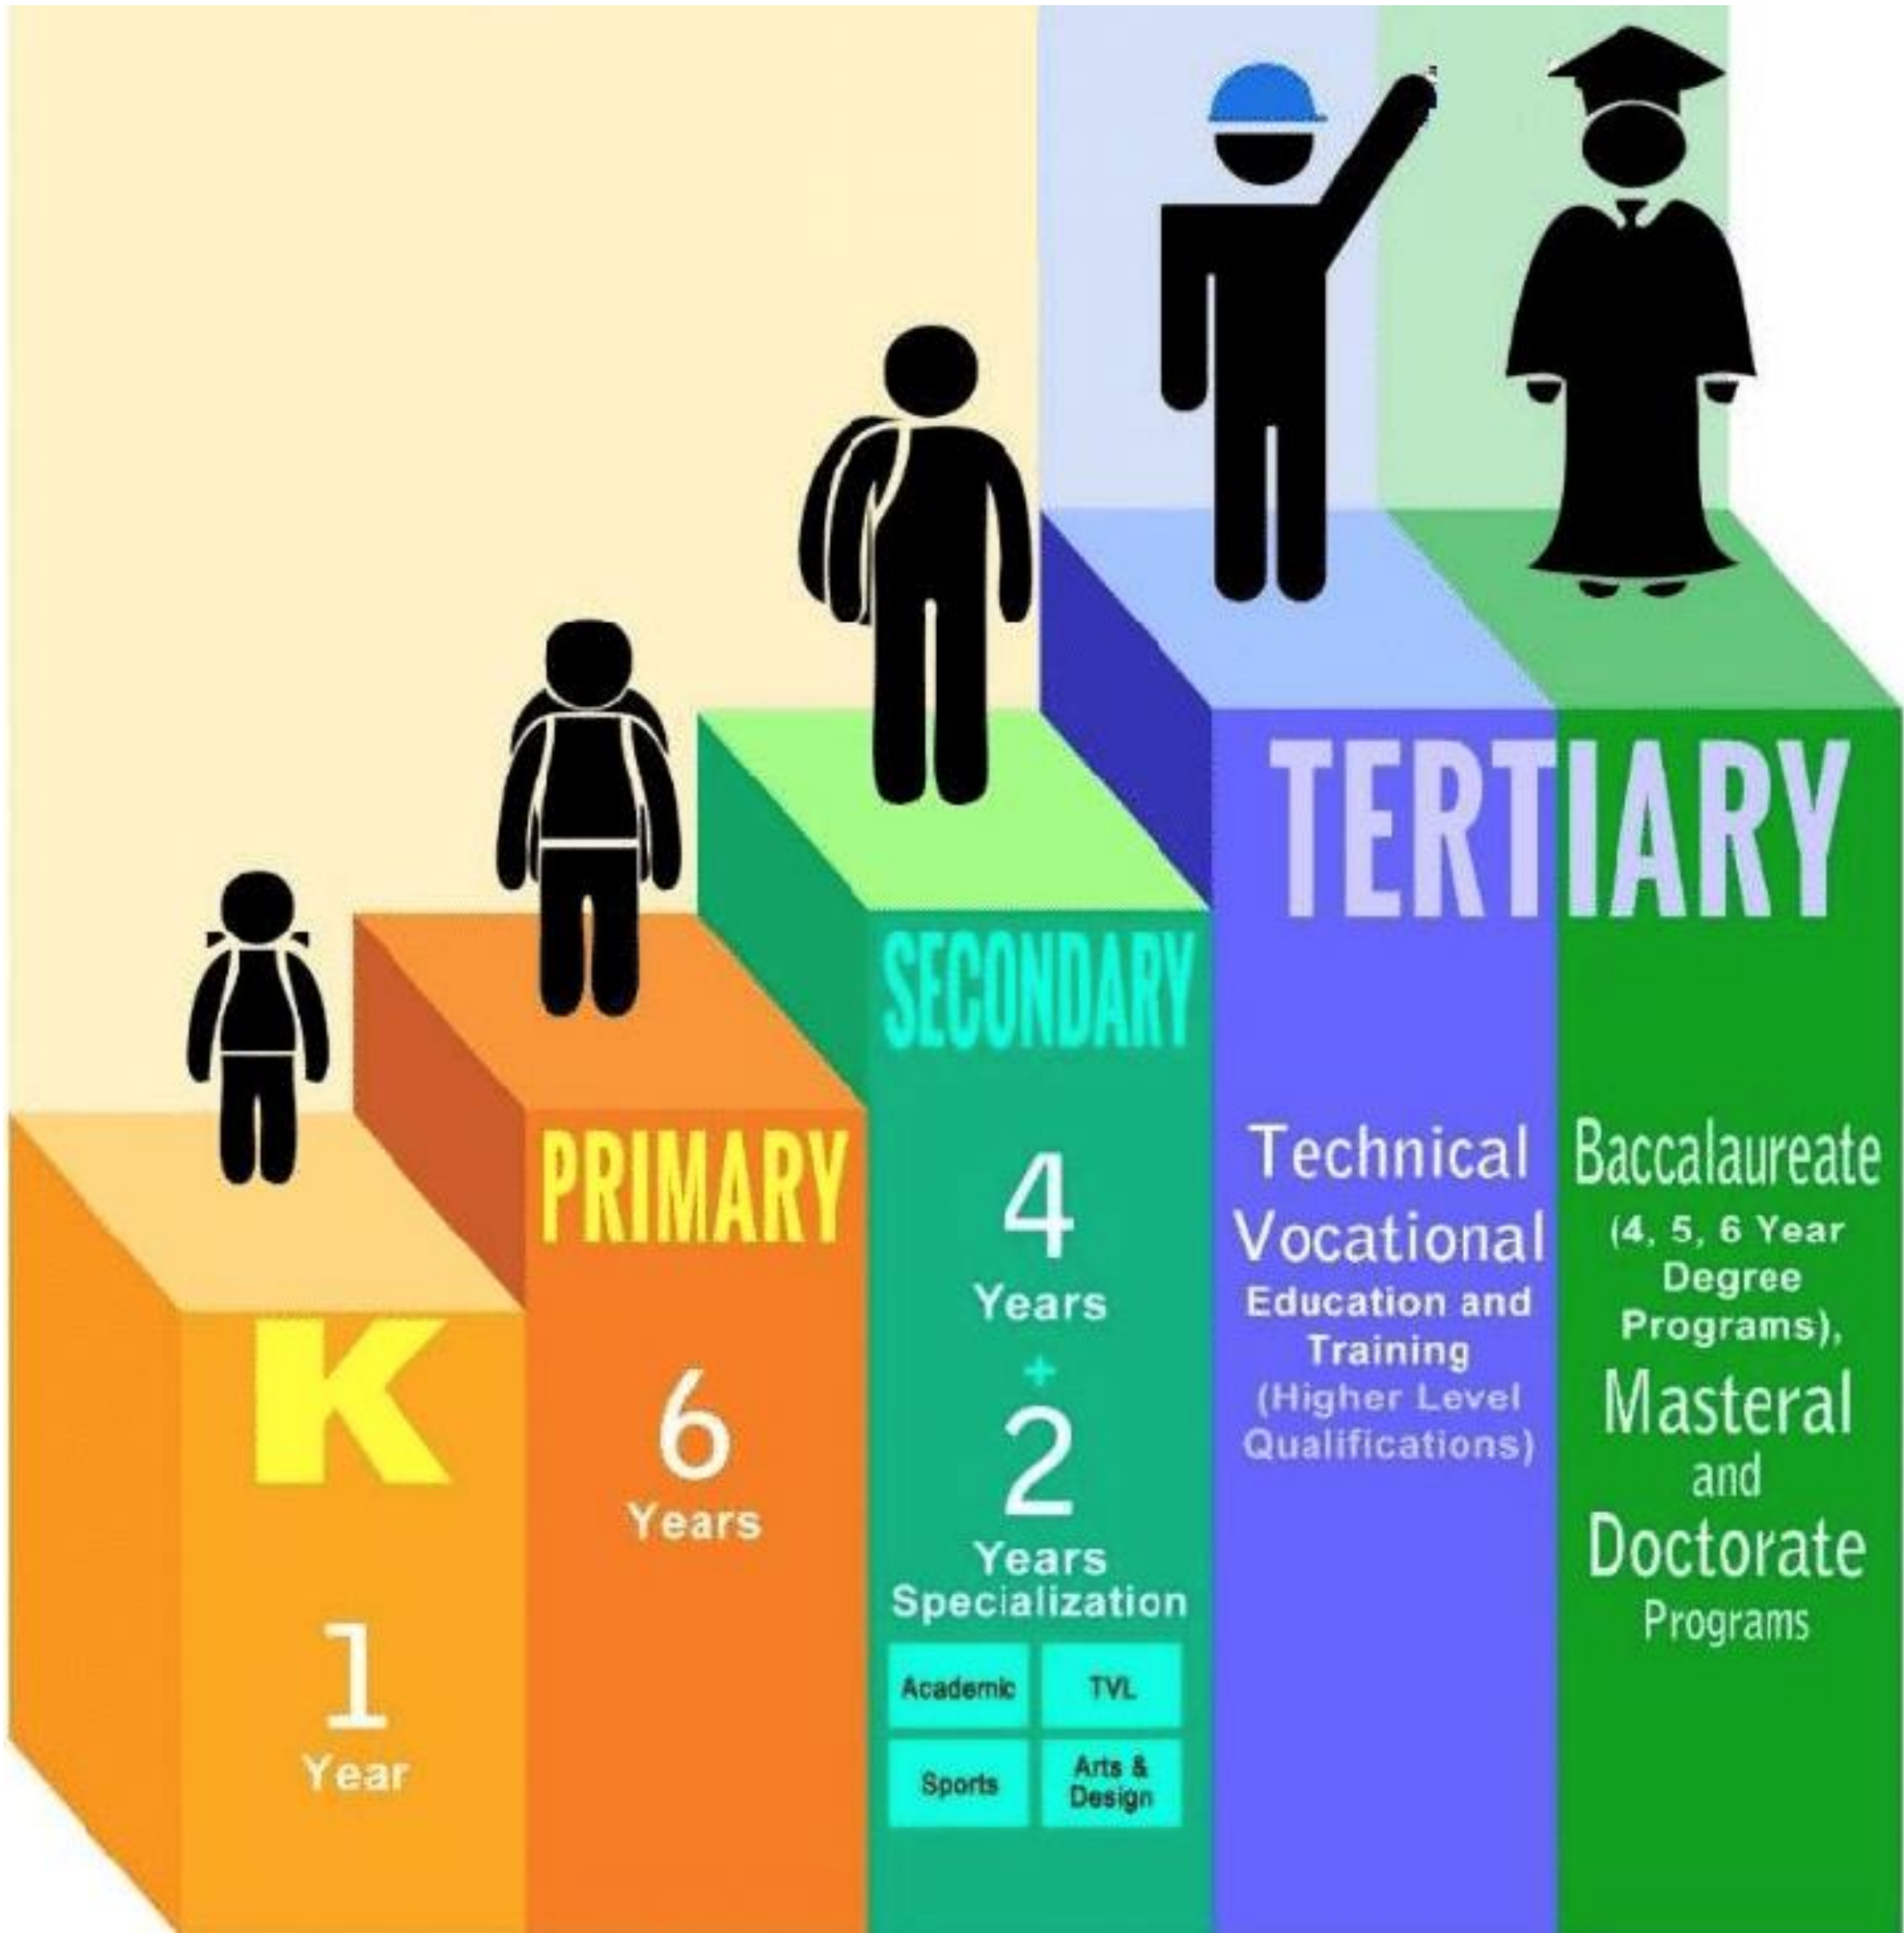 K
1
Year
PRIMARY
6
Years
SECONDARY
4
Years
+
2
Years
Specialization
Academic
TVL
Sports
Arts &
Design
TERTIARY
Technical
Vocational
Education and
Training
(Higher Level
Qualifications)
Baccalaureate
(4, 5, 6 Year
Degree
Programs),
Masteral
and
Doctorate
Programs